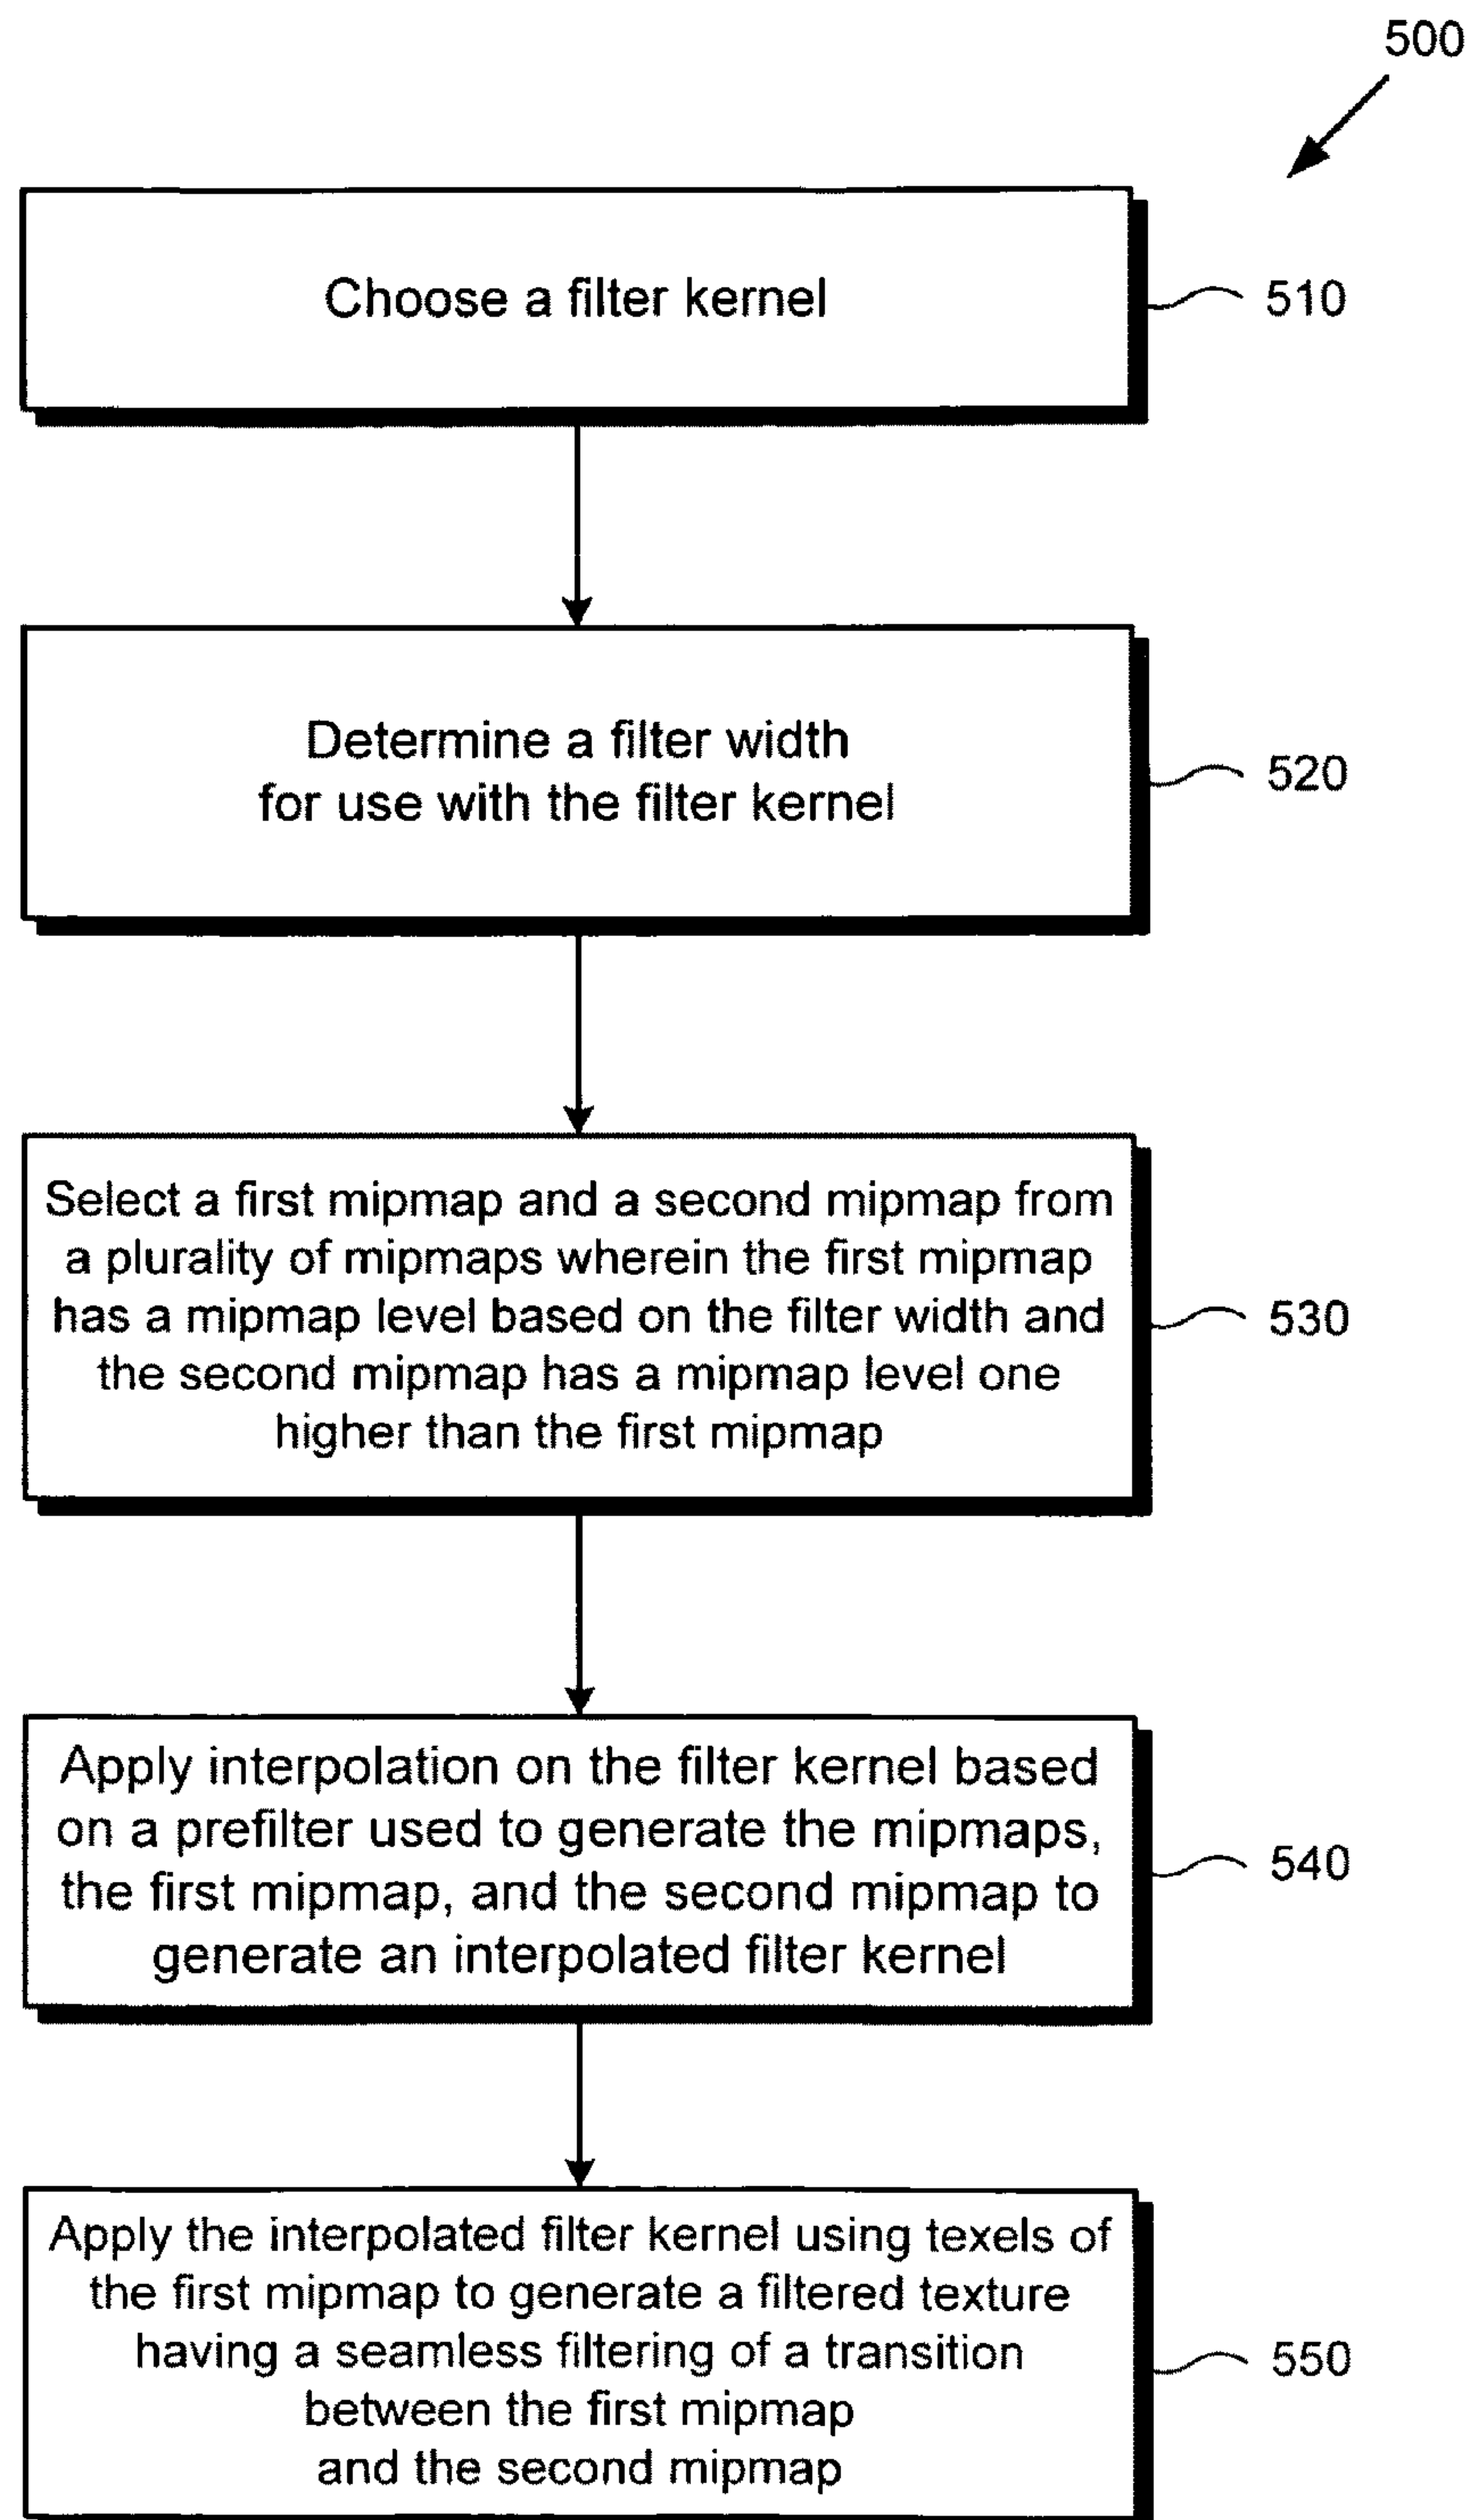 500
Choose a filter kernel
510
Determine a filter width
for use with the filter kernel
520
Select a first mipmap and a second mipmap from
a plurality of mipmaps wherein the first mipmap
has a mipmap level based on the filter width and
the second mipmap has a mipmap level one
higher than the first mipmap
530
Apply interpolation on the filter kernel based
on a prefilter used to generate the mipmaps,
the first mipmap, and the second mipmap to
generate an interpolated filter kernel
540
Apply the interpolated filter kernel using texels of
the first mipmap to generate a filtered texture
having a seamless filtering of a transition
between the first mipmap
and the second mipmap
550